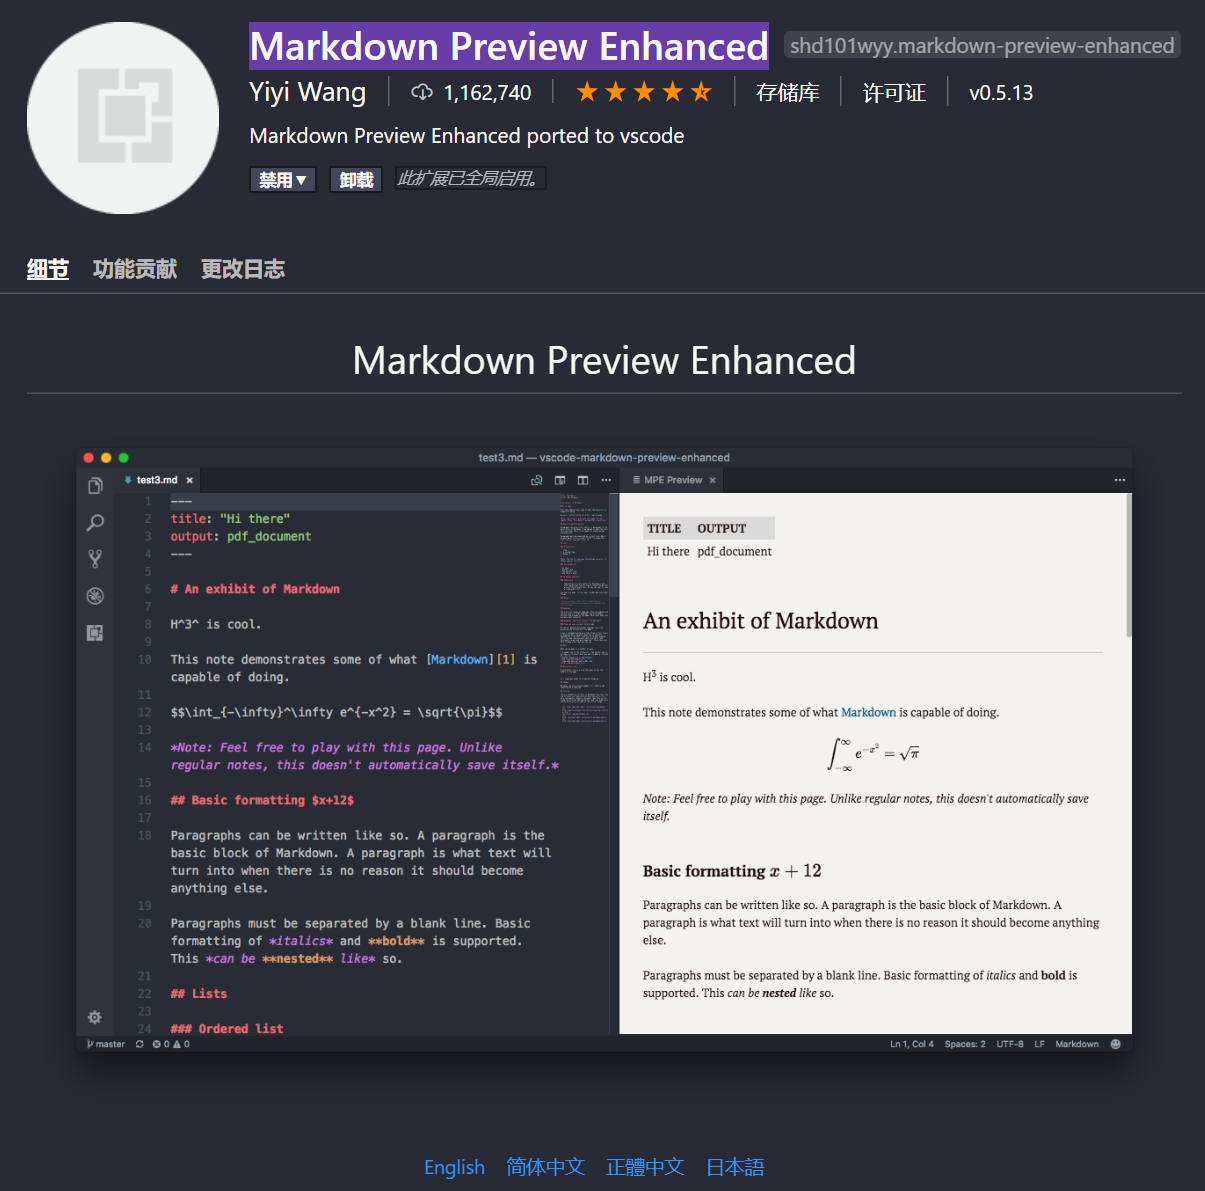 Markdown Preview Enhanced shd101wyy.markdown-preview-enhanced
Yiyi Wang 1,162,740 存储库 许可证 v0.5.13
Markdown Preview Enhanced ported to vscode
禁用▼ 卸载 此扩展已全局启用。
细节 功能贡献 更改日志
Markdown Preview Enhanced
test3.md — vscode-markdown-preview-enhanced
test3.md ×
1 ---
2 title: "Hi there"
3 output: pdf_document
4 ---
5
6 # An exhibit of Markdown
7
8 H^3^ is cool.
9
10 This note demonstrates some of what [Markdown][1] is
capable of doing.
11
12 $$\int_{-\infty}^\infty e^{-x^2} = \sqrt{\pi}$$
13
14 *Note: Feel free to play with this page. Unlike
regular notes, this doesn't automatically save itself.*
15
16 ## Basic formatting $x+12$
17
18 Paragraphs can be written like so. A paragraph is the
basic block of Markdown. A paragraph is what text will
turn into when there is no reason it should become
anything else.
19
20 Paragraphs must be separated by a blank line. Basic
formatting of *italics* and **bold** is supported.
This *can be **nested** like* so.
21
22 ## Lists
23
24 ### Ordered list
MPE Preview ×
TITLE OUTPUT
Hi there pdf_document
An exhibit of Markdown
H³ is cool.
This note demonstrates some of what Markdown is capable of doing.
∫_{−∞}^{∞} e^{−x²} = √π
Note: Feel free to play with this page. Unlike regular notes, this doesn't automatically save
itself.
Basic formatting x + 12
Paragraphs can be written like so. A paragraph is the basic block of Markdown. A
paragraph is what text will turn into when there is no reason it should become anything
else.
Paragraphs must be separated by a blank line. Basic formatting of italics and bold is
supported. This can be nested like so.
master 0 0 Ln 1, Col 4 Spaces: 2 UTF-8 LF Markdown
English 简体中文 正體中文 日本語